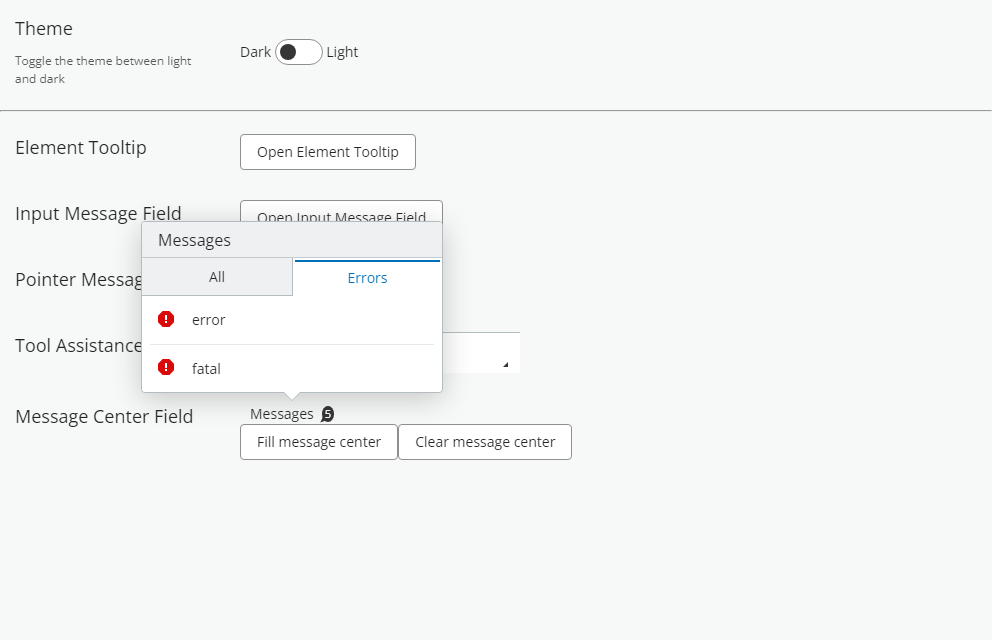 Theme
Toggle the theme between light
and dark
Dark Light
Element Tooltip
Open Element Tooltip
Input Message Field
Open Input Message Field
Messages
All
Errors
Pointer Messag
error
Tool Assistance
fatal
Message Center Field
Messages 5
Fill message center
Clear message center